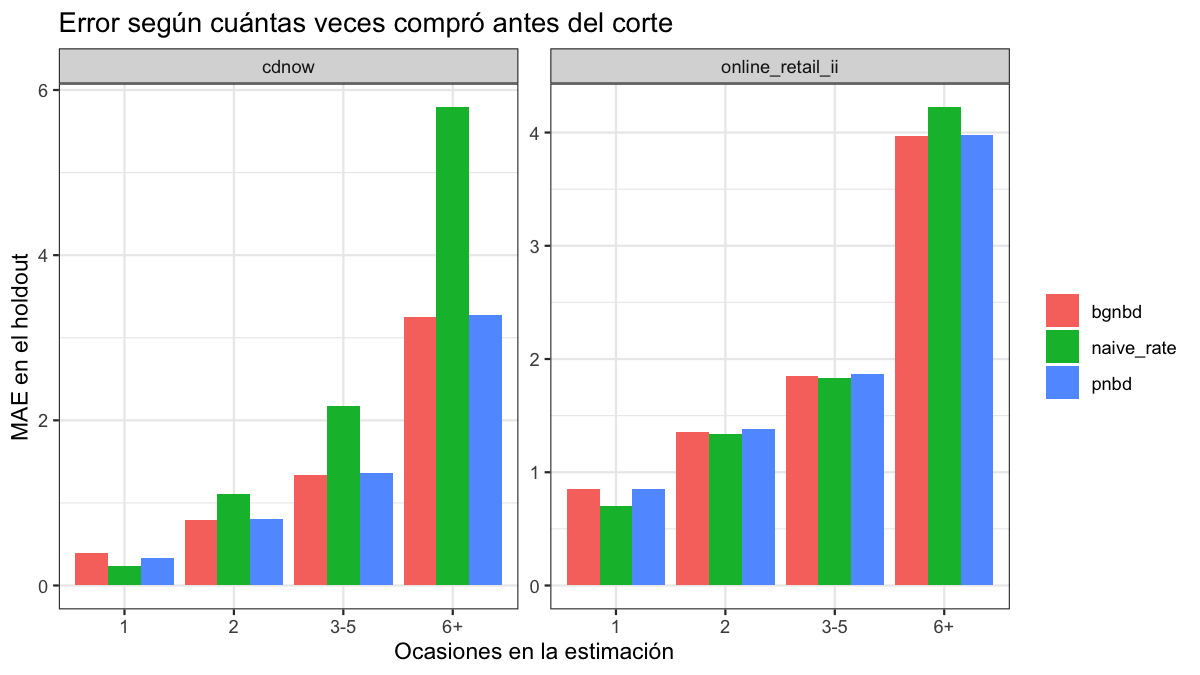 Error según cuántas veces compró antes del corte
cdnow
online_retail_ii
MAE en el holdout
6
4
2
0
4
3
2
1
0
1
2
3-5
6+
1
2
3-5
6+
Ocasiones en la estimación
bgnbd
naive_rate
pnbd